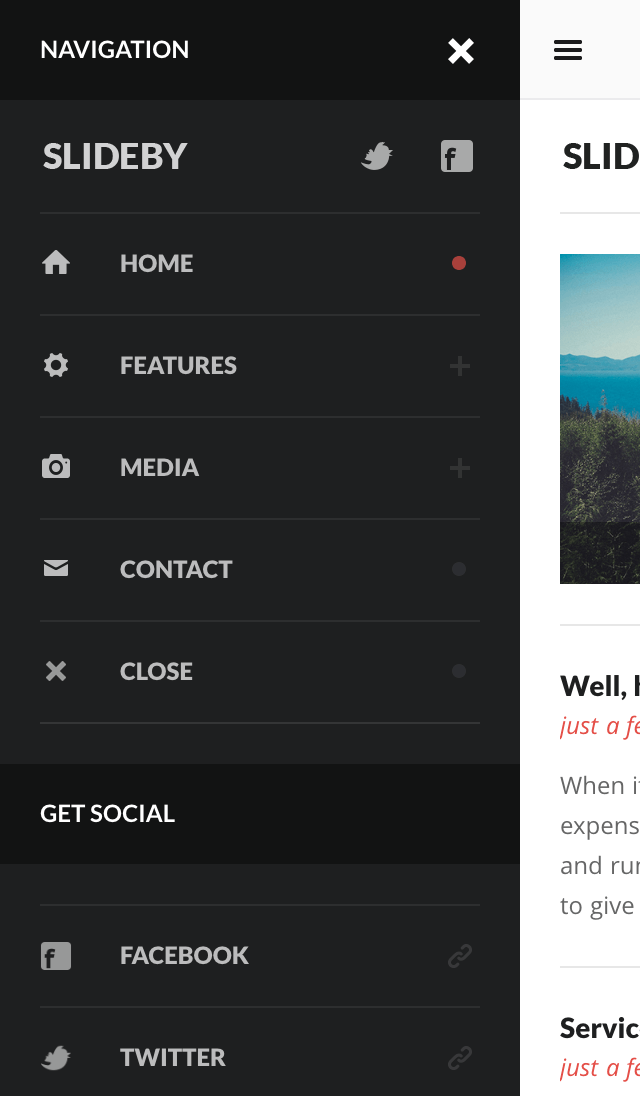 NAVIGATION
SLIDEBY
HOME
FEATURES
MEDIA
CONTACT
CLOSE
GET SOCIAL
FACEBOOK
TWITTER
SLID
Well,
just a
When
expens
and
to give
Servic
just a